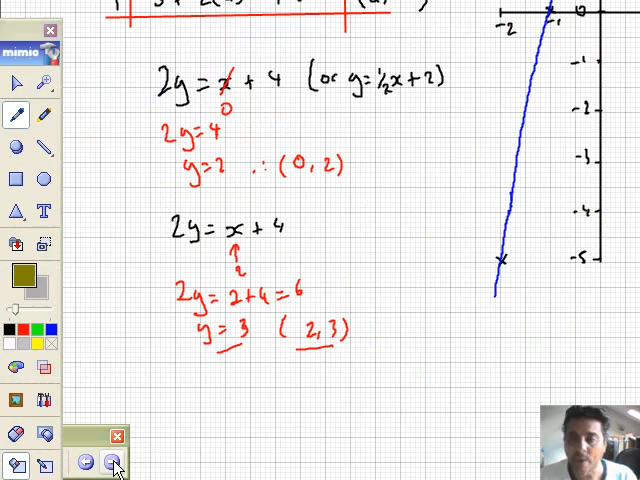 -2
-1
0
mimio
2y = x + 4 (or y = ½x + 2)
0
-1
2y = 4
-2
y = 2 ∴ (0, 2)
-3
2y = x + 4
-4
2
-5
2y = 2 + 4 = 6
y = 3 (2, 3)
A T